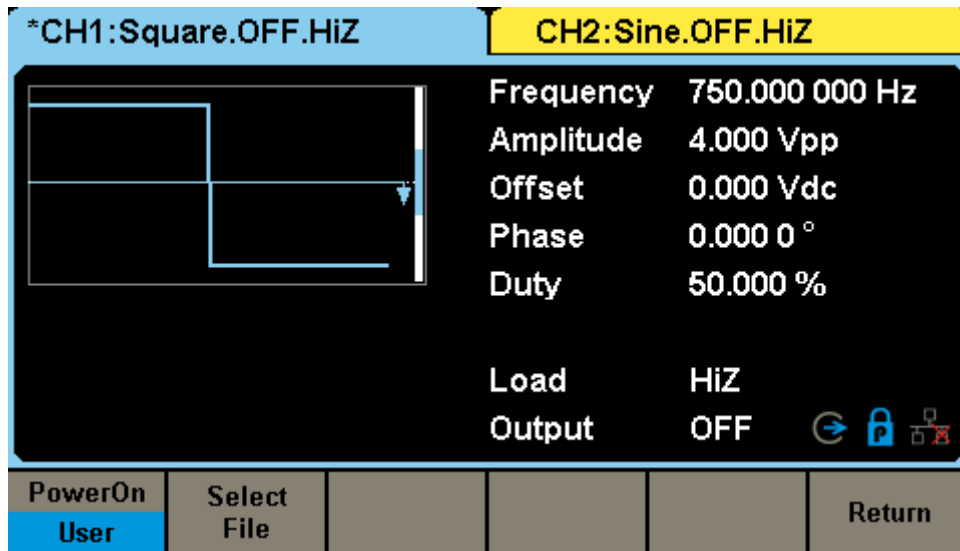 *CH1:Square.OFF.HiZ CH2:Sine.OFF.HiZ
Frequency 750.000 000 Hz
Amplitude 4.000 Vpp
Offset 0.000 Vdc
Phase 0.000 0 °
Duty 50.000 %
Load HiZ
Output OFF P
PowerOn
User
Select
File
Return